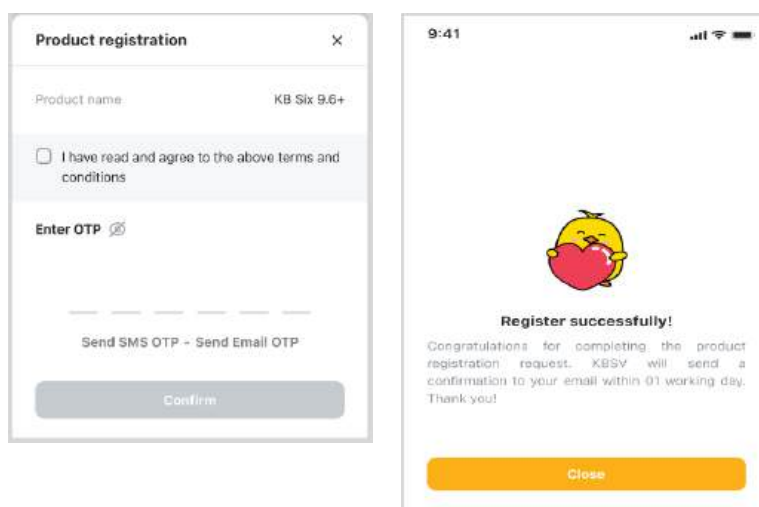 Product registration
Product name KB Six 9.6+
I have read and agree to the above terms and
conditions
Enter OTP
Send SMS OTP - Send Email OTP
Confirm
9:41
Register successfully!
Congratulations for completing the product
registration request. KBSV will send a
confirmation to your email within 01 working day.
Thank you!
Close